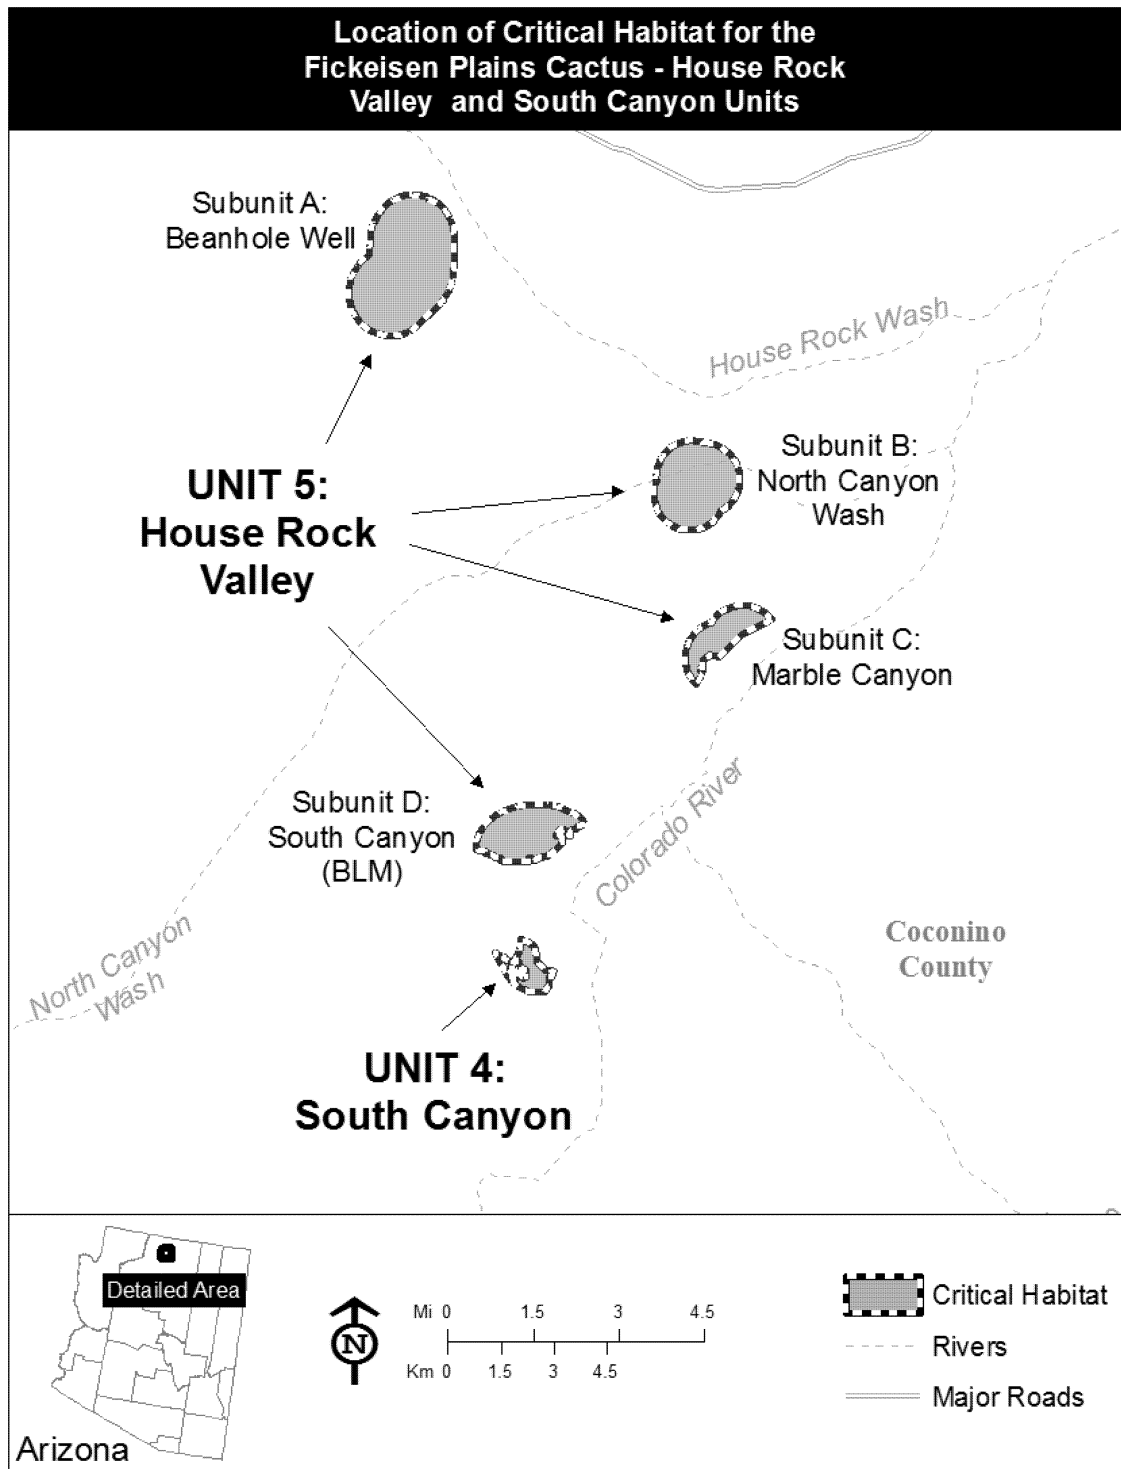 Location of Critical Habitat for the
Fickeisen Plains Cactus - House Rock
Valley and South Canyon Units
Subunit A:
Beanhole Well
House Rock Wash
UNIT 5:
House Rock
Valley
Subunit B:
North Canyon
Wash
Subunit C:
Marble Canyon
Subunit D:
South Canyon
(BLM)
Colorado River
North Canyon
Wash
Coconino
County
UNIT 4:
South Canyon
Detailed Area
Arizona
N
Mi 0 1.5 3 4.5
Km 0 1.5 3 4.5
Critical Habitat
Rivers
Major Roads